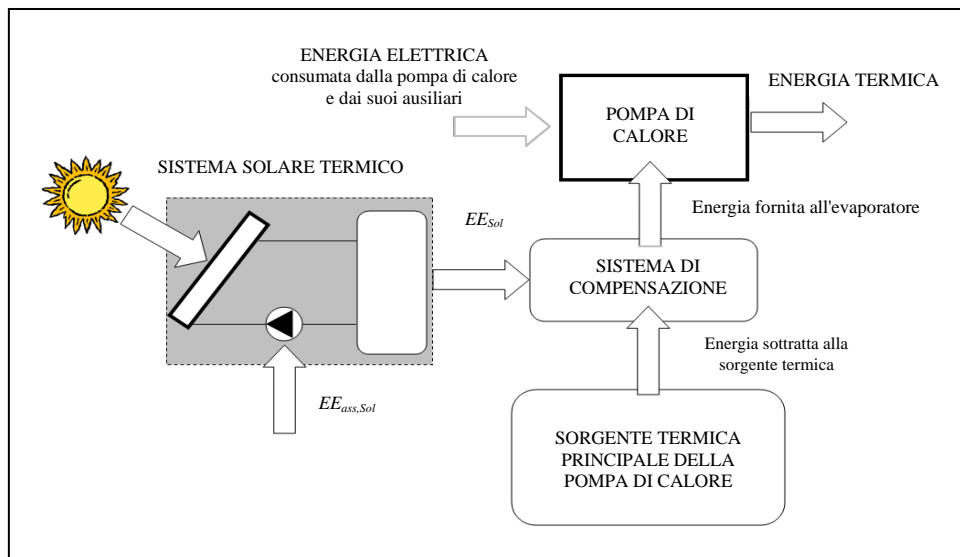 ENERGIA ELETTRICA
consumata dalla pompa di calore
e dai suoi ausiliari
ENERGIA TERMICA
POMPA DI
CALORE
SISTEMA SOLARE TERMICO
EE_Sol
Energia fornita all'evaporatore
SISTEMA DI
COMPENSAZIONE
Energia sottratta alla
sorgente termica
EE_ass,Sol
SORGENTE TERMICA
PRINCIPALE DELLA
POMPA DI CALORE